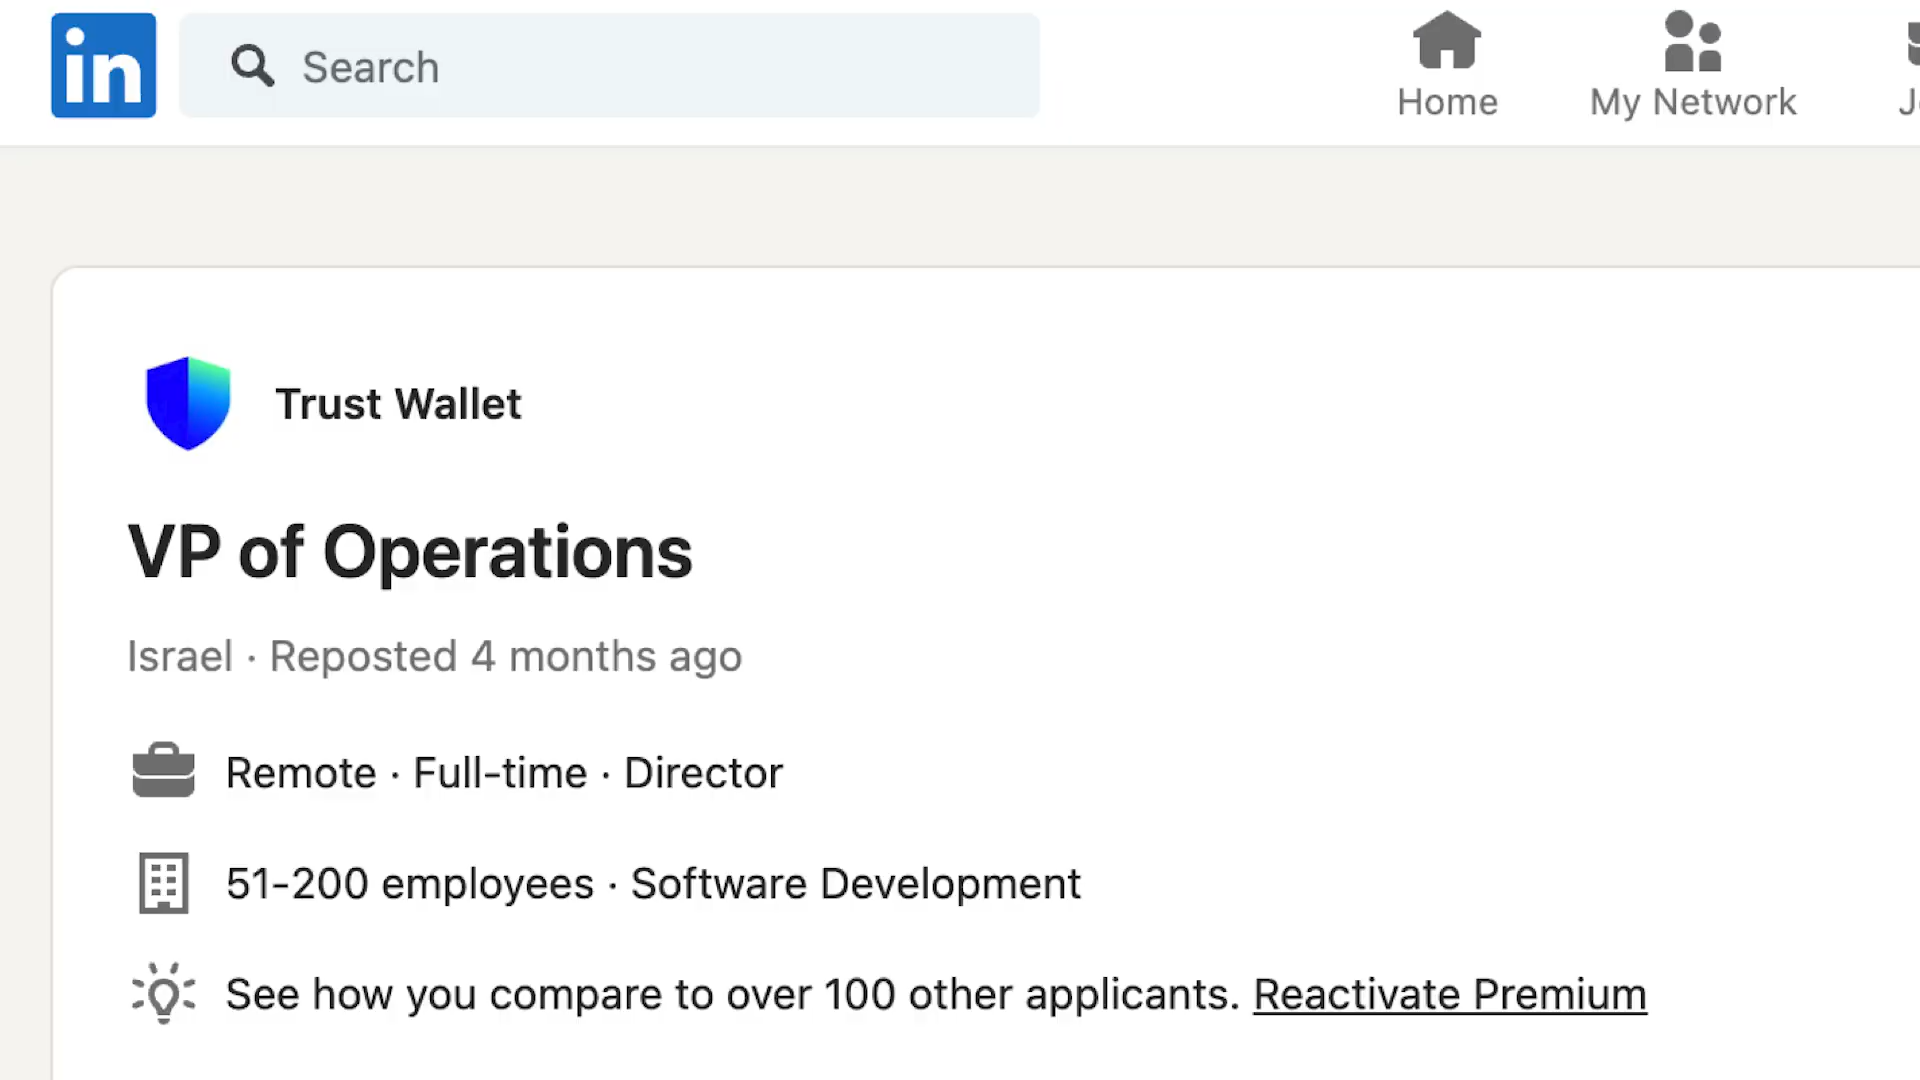 in
Search
Home
My Network
Trust Wallet
VP of Operations
Israel · Reposted 4 months ago
Remote · Full-time · Director
51-200 employees · Software Development
See how you compare to over 100 other applicants. Reactivate Premium